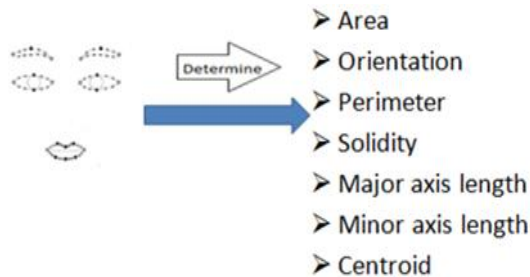 Determine
➢ Area
➢ Orientation
➢ Perimeter
➢ Solidity
➢ Major axis length
➢ Minor axis length
➢ Centroid